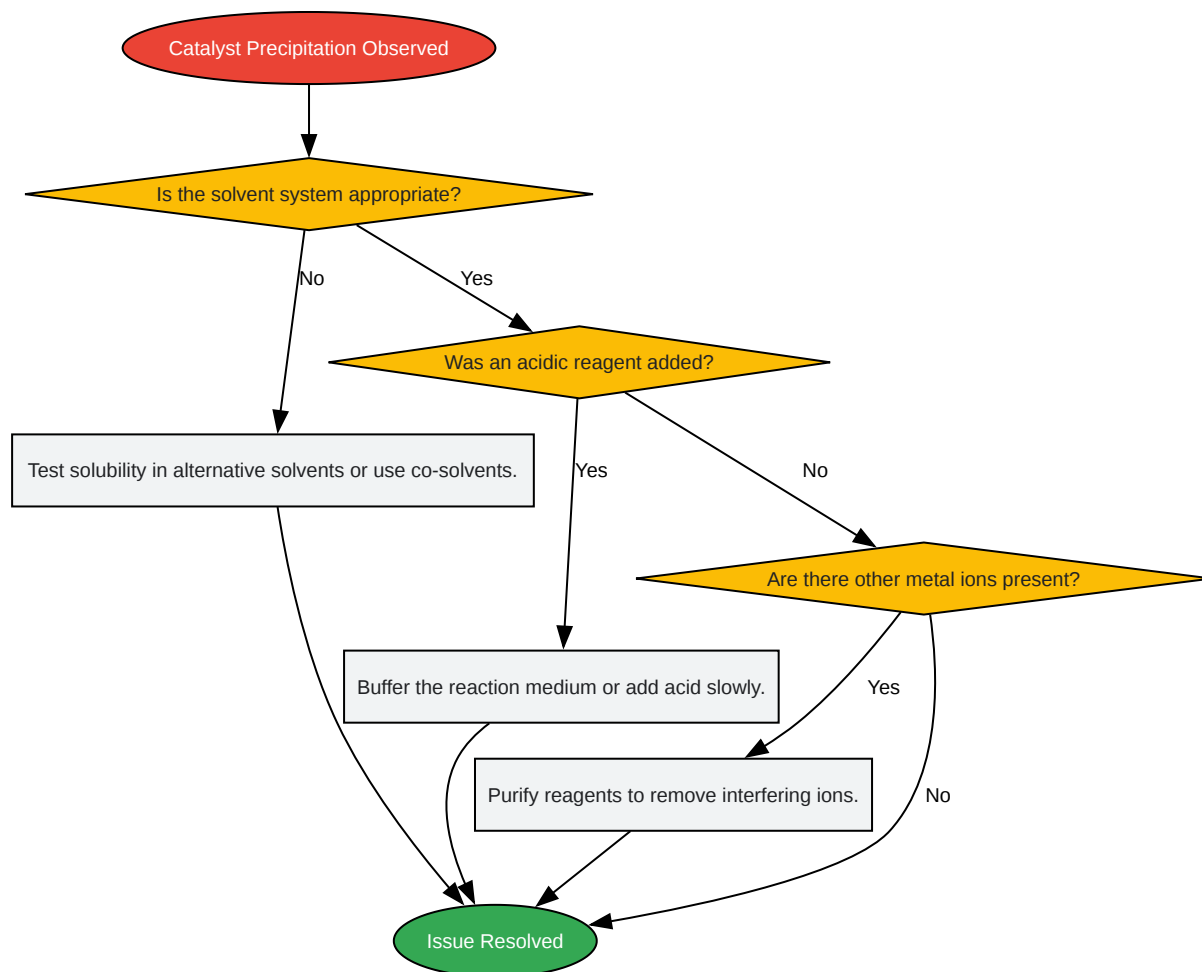 Catalyst Precipitation Observed
Is the solvent system appropriate?
No
Yes
Was an acidic reagent added?
Test solubility in alternative solvents or use co-solvents.
Yes
No
Are there other metal ions present?
Buffer the reaction medium or add acid slowly.
Yes
Purify reagents to remove interfering ions.
No
Issue Resolved